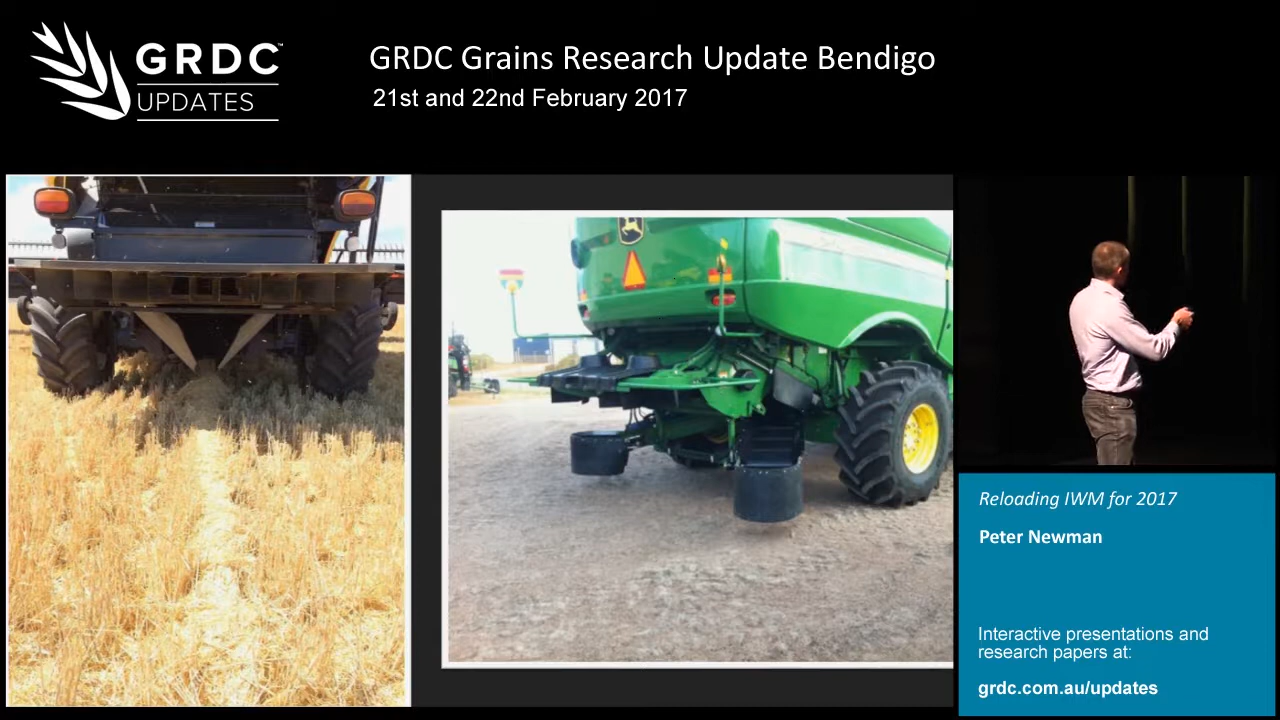 GRDC™
UPDATES
GRDC Grains Research Update Bendigo
21st and 22nd February 2017
Reloading IWM for 2017
Peter Newman
Interactive presentations and
research papers at:
grdc.com.au/updates